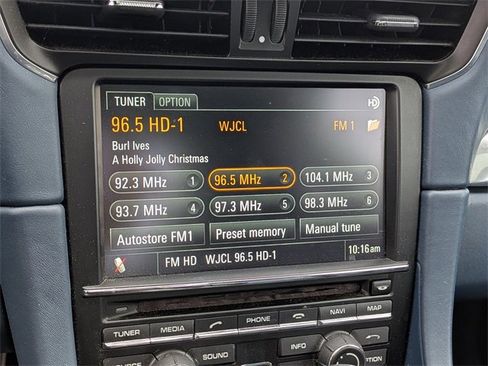 TUNER OPTION
96.5 HD-1 WJCL FM 1
Burl Ives
A Holly Jolly Christmas
92.3 MHz 1 96.5 MHz 2 104.1 MHz 3
93.7 MHz 4 97.3 MHz 5 98.3 MHz 6
Autostore FM1 Preset memory Manual tune
FM HD WJCL 96.5 HD-1 10:16am
TUNER MEDIA PHONE NAVI MAP
SOURCE SOUND INFO OPTION